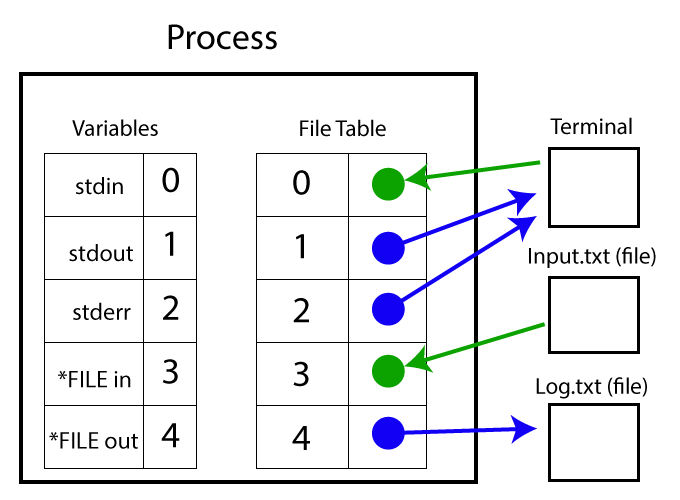 Process
Variables
File Table
Terminal
stdin 0
0
stdout 1
1
Input.txt (file)
stderr 2
2
*FILE in 3
3
Log.txt (file)
*FILE out 4
4